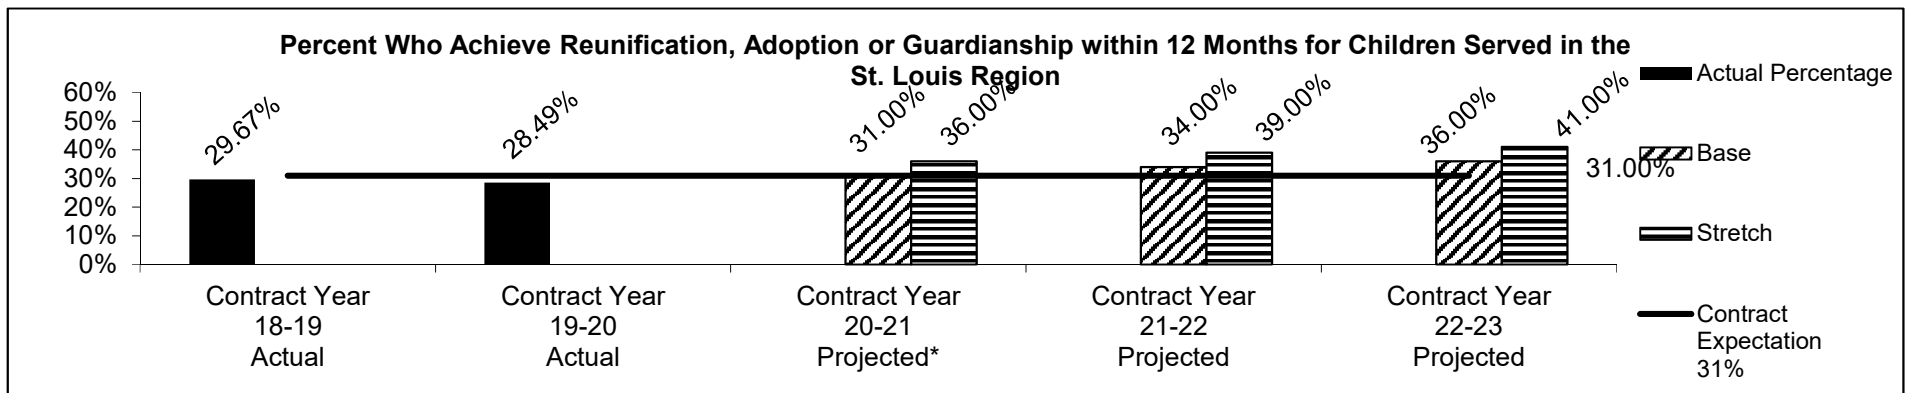 Percent Who Achieve Reunification, Adoption or Guardianship within 12 Months for Children Served in the
St. Louis Region
60%
50%
40%
30%
20%
10%
0%
29.67%
28.49%
31.00%
36.00%
34.00%
39.00%
36.00%
41.00%
31.00%
Contract Year
18-19
Actual
Contract Year
19-20
Actual
Contract Year
20-21
Projected*
Contract Year
21-22
Projected
Contract Year
22-23
Projected
Actual Percentage
Base
Stretch
Contract
Expectation
31%